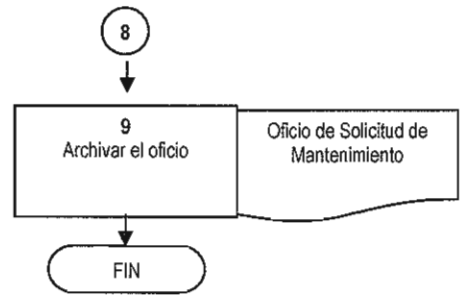 8
9
Archivar el oficio
Oficio de Solicitud de
Mantenimiento
FIN